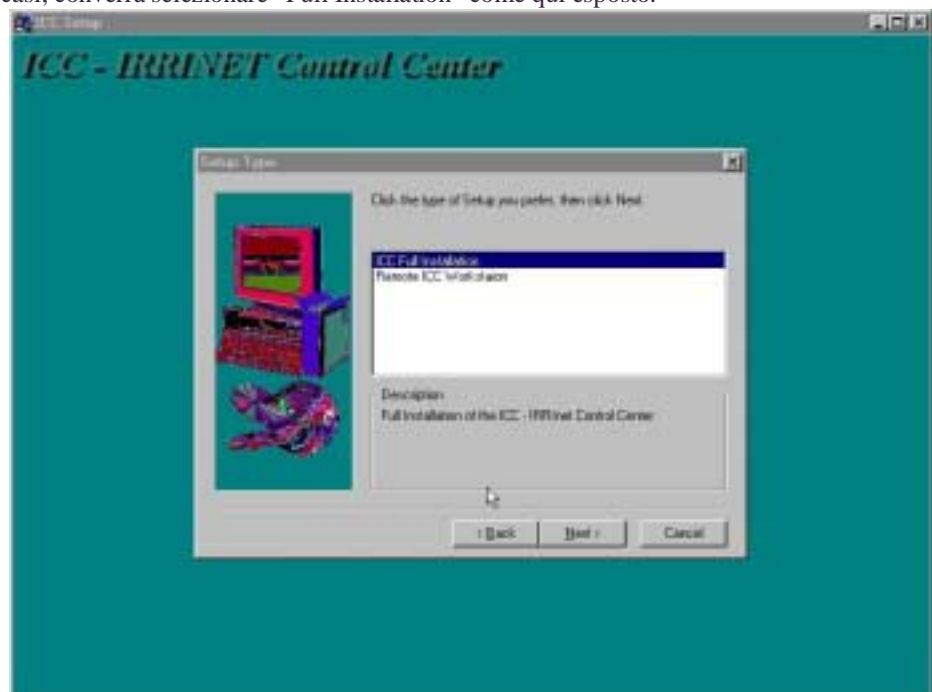 casi, converrà selezionare "Full Installation" come qui esposto.
ICC Setup
ICC - IRRINET Control Center
Setup Type
Click the type of Setup you prefer, then click Next.
ICC Full Installation
Remote ICC Workstaion
Description
Full Installation of the ICC - IRRInet Control Center
< Back
Next >
Cancel